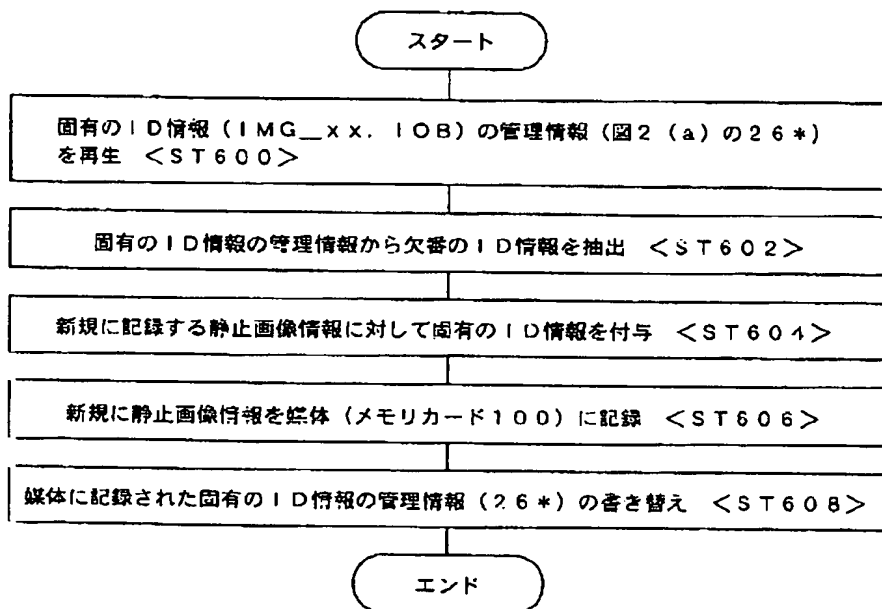 スタート
固有のID情報(IMG__xx.IOB)の管理情報(図2(a)の26*)
を再生 <ST600>
固有のID情報の管理情報から欠番のID情報を抽出 <ST602>
新規に記録する静止画像情報に対して固有のID情報を付与 <ST604>
新規に静止画像情報を媒体(メモリカード100)に記録 <ST606>
媒体に記録された固有のID情報の管理情報(26*)の書き替え <ST608>
エンド